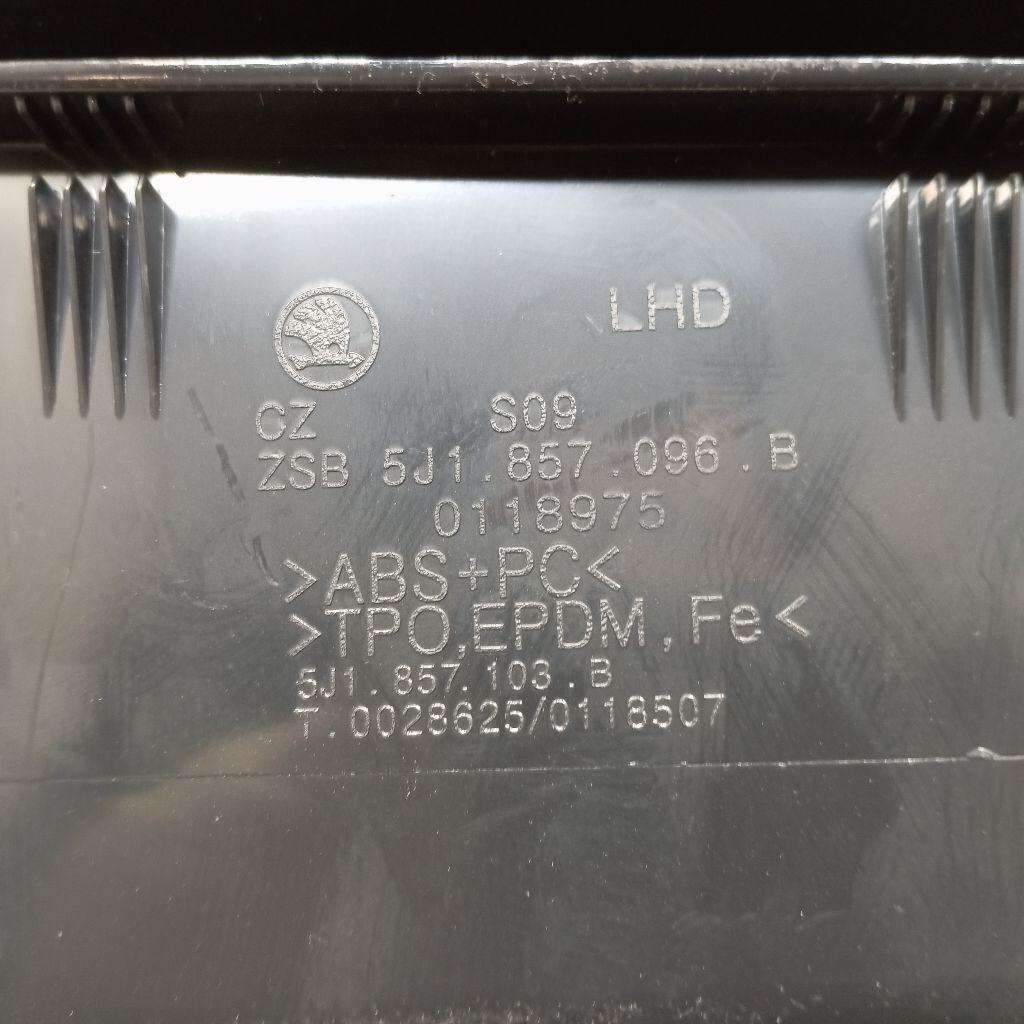 LHD
CZ S09
ZSB 5J1.857.096.B
0118975
>ABS+PC<
>TPO,EPDM,Fe<
5J1.857.103.B
T.0028625/0118507